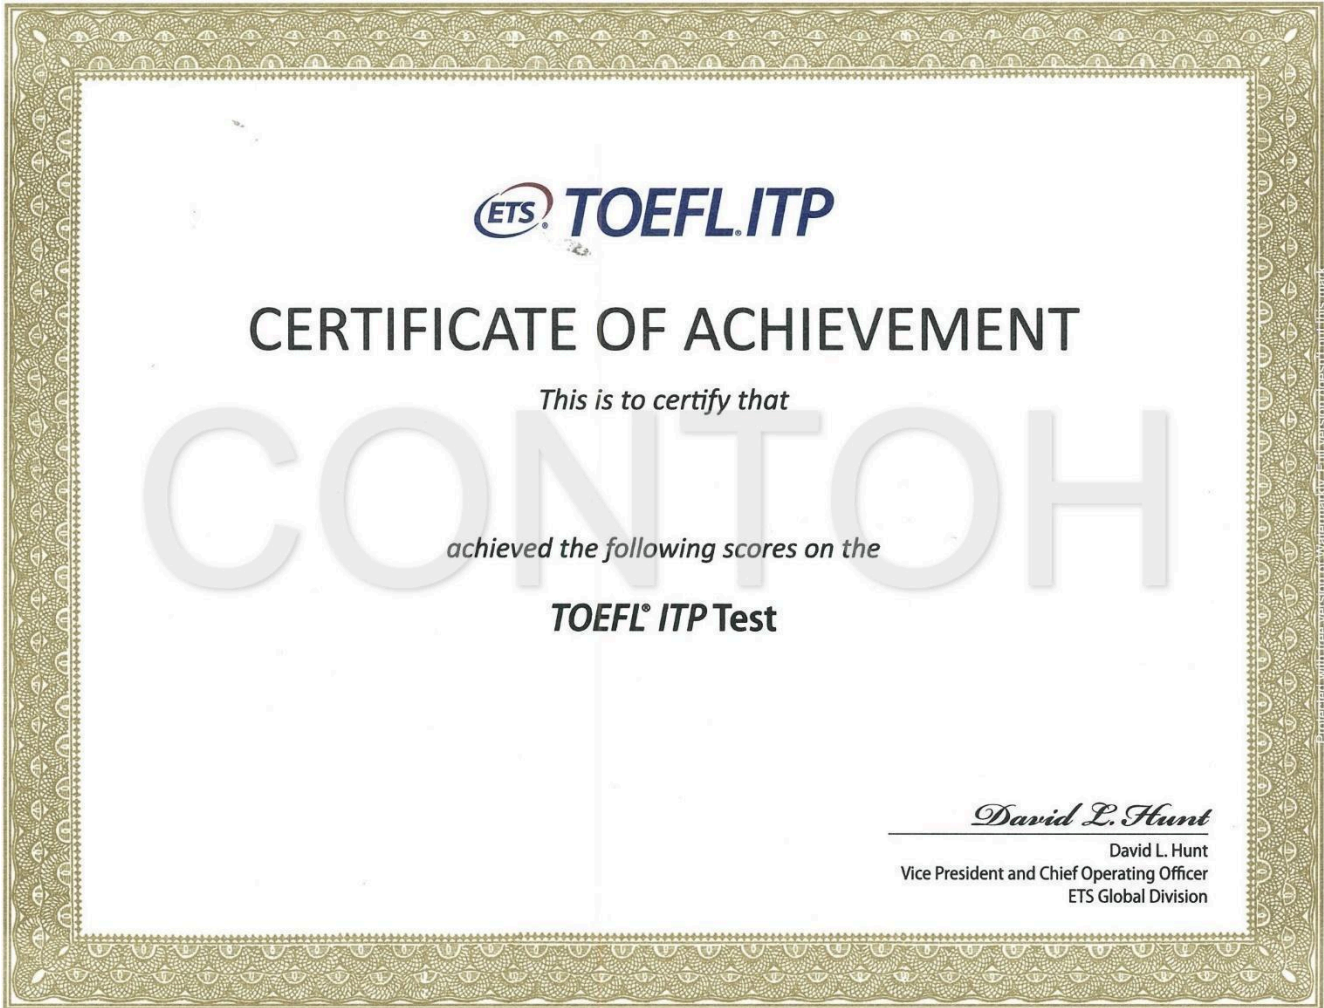 ETS® TOEFL® ITP
CERTIFICATE OF ACHIEVEMENT
This is to certify that
CONTOH
achieved the following scores on the
TOEFL® ITP Test
David L. Hunt
David L. Hunt
Vice President and Chief Operating Officer
ETS Global Division